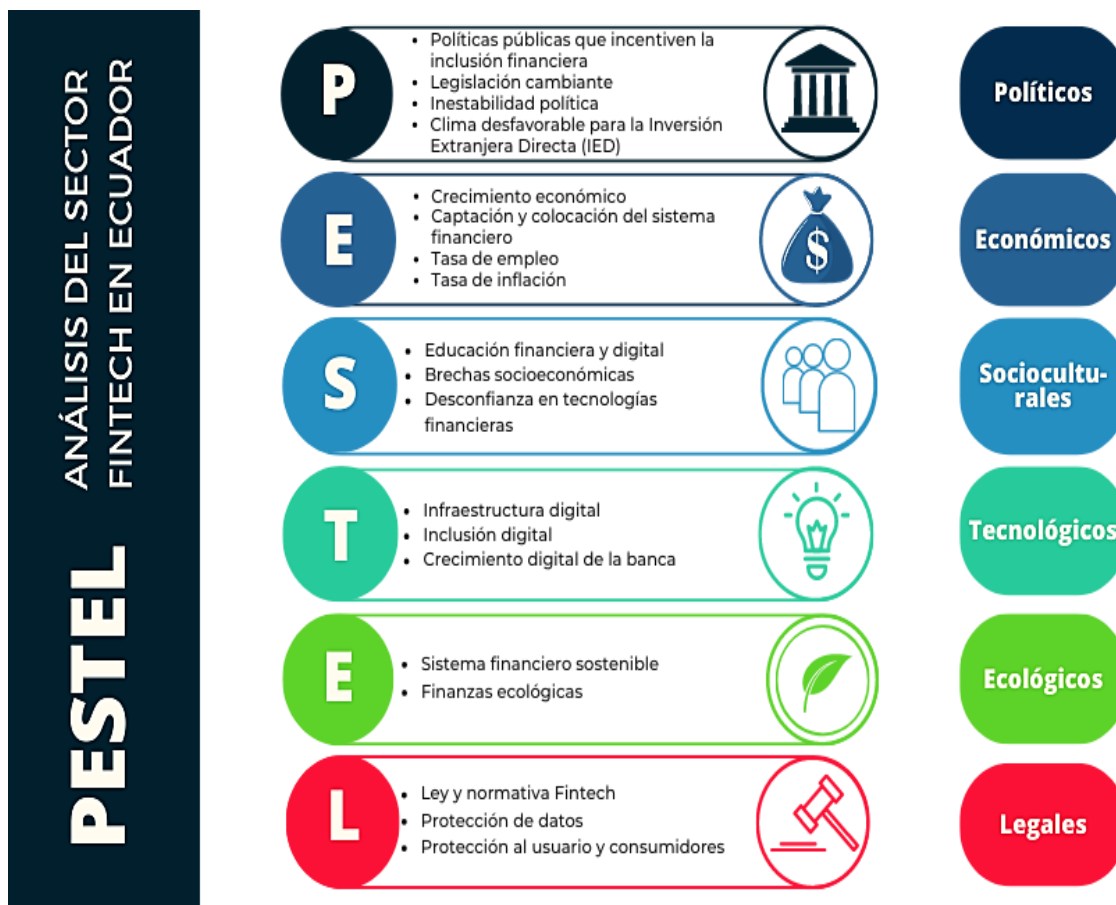 PESTEL
ANÁLISIS DEL SECTOR
FINTECH EN ECUADOR
P
• Políticas públicas que incentiven la
inclusión financiera
• Legislación cambiante
• Inestabilidad política
• Clima desfavorable para la Inversión
Extranjera Directa (IED)
Políticos
E
• Crecimiento económico
• Captación y colocación del sistema
financiero
• Tasa de empleo
• Tasa de inflación
$
Económicos
S
• Educación financiera y digital
• Brechas socioeconómicas
• Desconfianza en tecnologías
financieras
Sociocultu-
rales
T
• Infraestructura digital
• Inclusión digital
• Crecimiento digital de la banca
Tecnológicos
E
• Sistema financiero sostenible
• Finanzas ecológicas
Ecológicos
L
• Ley y normativa Fintech
• Protección de datos
• Protección al usuario y consumidores
Legales